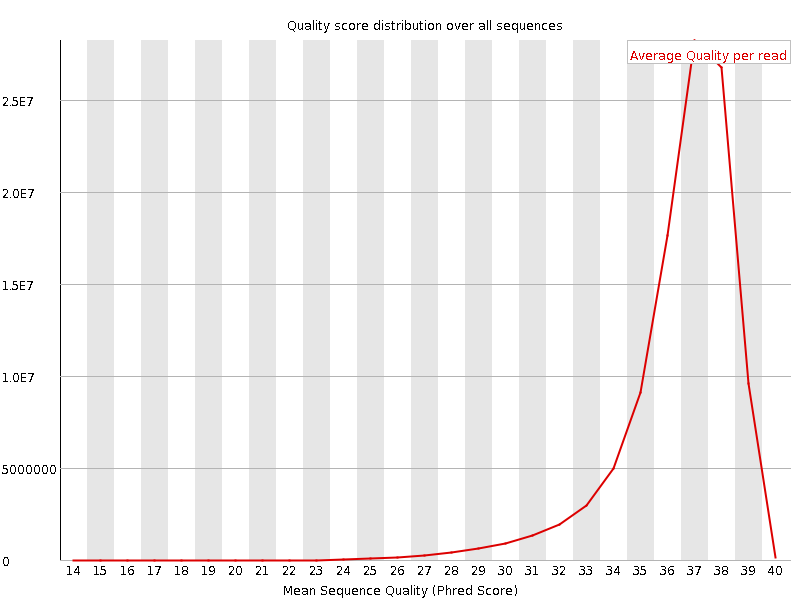 Quality score distribution over all sequences
Average Quality per read
2.5E7
2.0E7
1.5E7
1.0E7
5000000
0
14 15 16 17 18 19 20 21 22 23 24 25 26 27 28 29 30 31 32 33 34 35 36 37 38 39 40
Mean Sequence Quality (Phred Score)